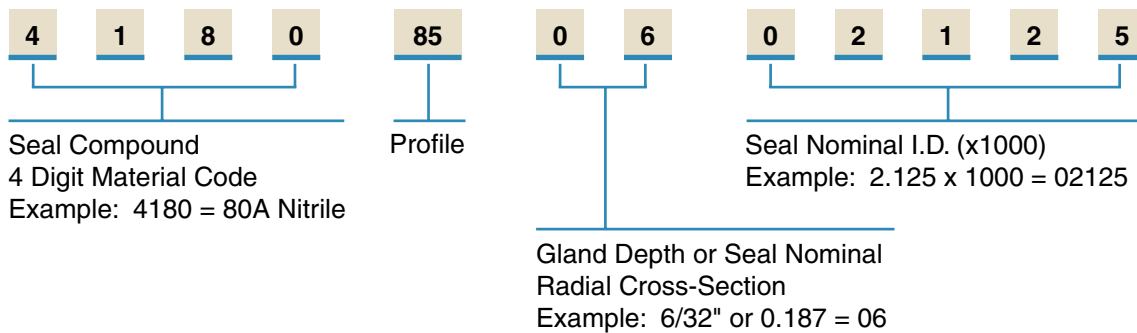 4 1 8 0 85 0 6 0 2 1 2 5
Seal Compound
4 Digit Material Code
Example: 4180 = 80A Nitrile
Profile
Seal Nominal I.D. (x1000)
Example: 2.125 x 1000 = 02125
Gland Depth or Seal Nominal
Radial Cross-Section
Example: 6/32" or 0.187 = 06